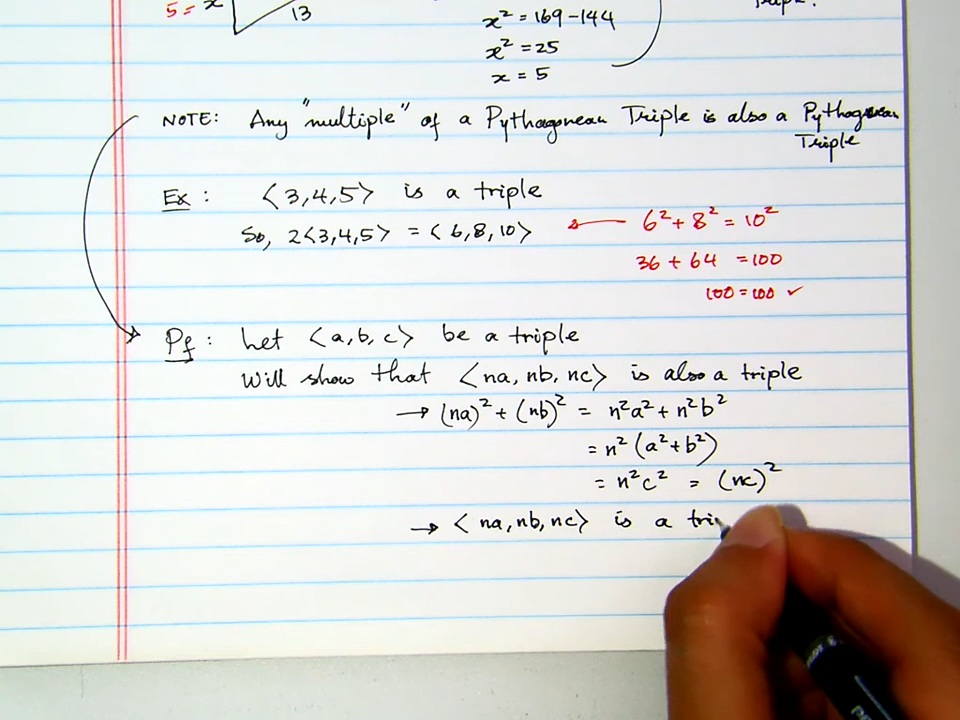 5 = x
13
x² = 169 - 144
x² = 25
x = 5
NOTE: Any "multiple" of a Pythagorean Triple is also a Pythagorean
Triple
Ex: <3,4,5> is a triple
So, 2<3,4,5> = <6,8,10>
6² + 8² = 10²
36 + 64 = 100
100 = 100 ✓
Pf: Let <a, b, c> be a triple
Will show that <na, nb, nc> is also a triple
→ (na)² + (nb)² = n²a² + n²b²
= n² (a² + b²)
= n²c² = (nc)²
→ <na, nb, nc> is a tri